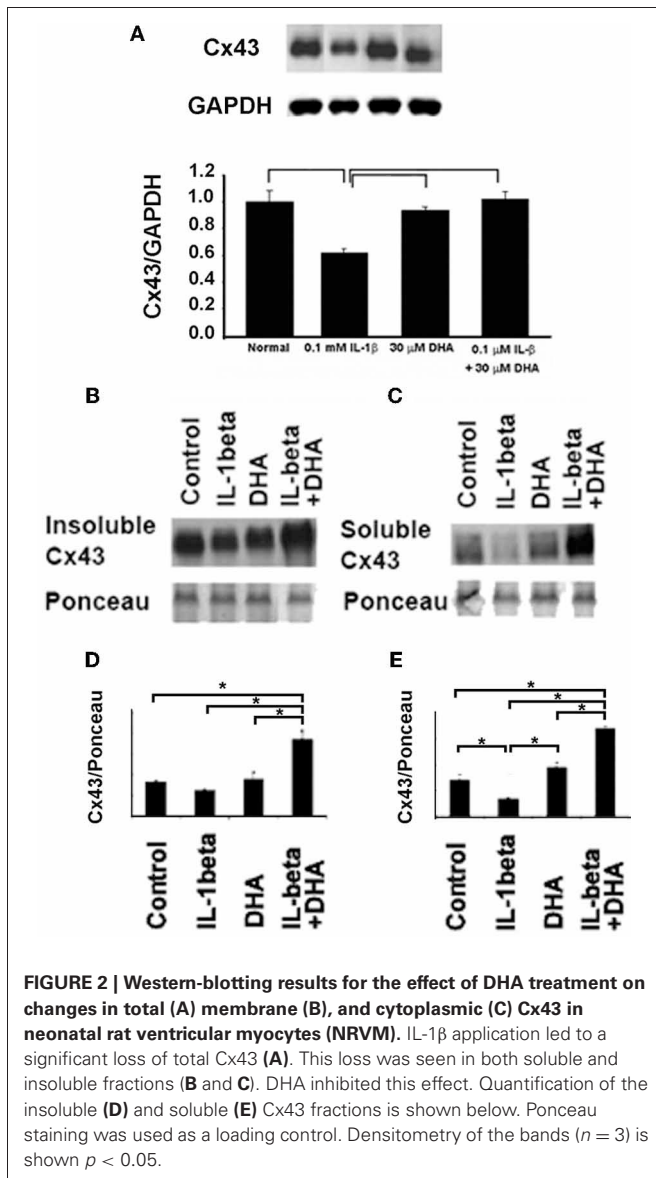 A
Cx43
GAPDH
Cx43/GAPDH
1.2
1.0
0.8
0.6
0.4
0.2
0.0
Normal
0.1 mM IL-1β
30 μM DHA
0.1 μM IL-β
+ 30 μM DHA
B
Control
IL-1beta
DHA
IL-beta
+DHA
Insoluble
Cx43
Ponceau
C
Control
IL-1beta
DHA
IL-beta
+DHA
Soluble
Cx43
Ponceau
D
Cx43/Ponceau
*
*
*
Control
IL-1beta
DHA
IL-beta
+DHA
E
Cx43/Ponceau
*
*
*
*
*
Control
IL-1beta
DHA
IL-beta
+DHA
FIGURE 2 | Western-blotting results for the effect of DHA treatment on
changes in total (A) membrane (B), and cytoplasmic (C) Cx43 in
neonatal rat ventricular myocytes (NRVM). IL-1β application led to a
significant loss of total Cx43 (A). This loss was seen in both soluble and
insoluble fractions (B and C). DHA inhibited this effect. Quantification of the
insoluble (D) and soluble (E) Cx43 fractions is shown below. Ponceau
staining was used as a loading control. Densitometry of the bands (n = 3) is
shown p < 0.05.